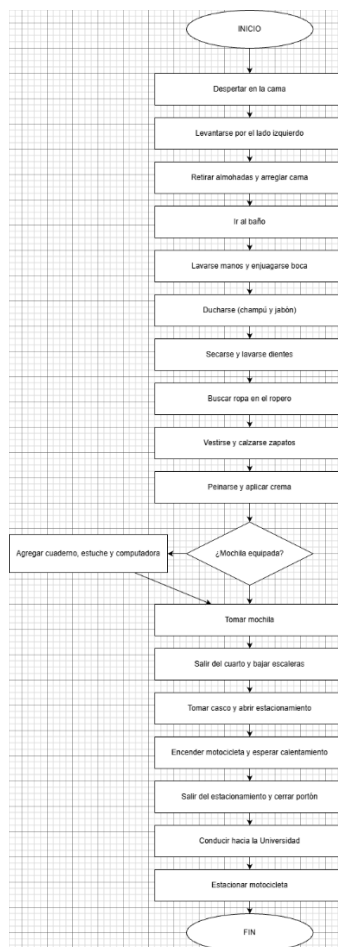 INICIO
Despertar en la cama
Levantarse por el lado izquierdo
Retirar almohadas y arreglar cama
Ir al baño
Lavarse manos y enjuagarse boca
Ducharse (champú y jabón)
Secarse y lavarse dientes
Buscar ropa en el ropero
Vestirse y calzarse zapatos
Peinarse y aplicar crema
¿Mochila equipada?
Agregar cuaderno, estuche y computadora
Tomar mochila
Salir del cuarto y bajar escaleras
Tomar casco y abrir estacionamiento
Encender motocicleta y esperar calentamiento
Salir del estacionamiento y cerrar portón
Conducir hacia la Universidad
Estacionar motocicleta
FIN